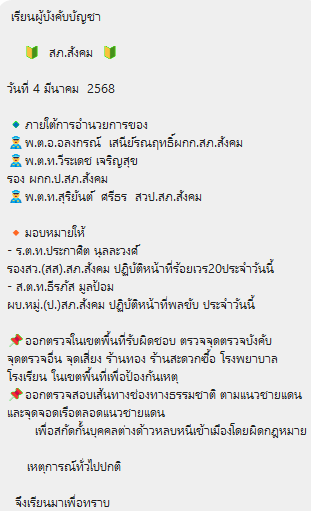 เรียนผู้บังคับบัญชา
🔰 สภ.สังคม 🔰
วันที่ 4 มีนาคม 2568
🔹ภายใต้การอำนวยการของ
👮พ.ต.อ.อลงกรณ์ เสนีย์รณฤทธิ์ผกก.สภ.สังคม
👮พ.ต.ท.วีระเดช เจริญสุข
รอง ผกก.ป.สภ.สังคม
👮พ.ต.ท.สุริยันต์ ศรีธร สวป.สภ.สังคม
🔸มอบหมายให้
- ร.ต.ท.ประกาศิต นุลละวงค์
รองสว.(สส).สภ.สังคม ปฏิบัติหน้าที่ร้อยเวร20ประจำวันนี้
- ส.ต.ท.ธีรภัส มูลป้อม
ผบ.หมู่.(ป.)สภ.สังคม ปฏิบัติหน้าที่พลขับ ประจำวันนี้
📌ออกตรวจในเขตพื้นที่รับผิดชอบ ตรวจจุดตรวจบังคับ
จุดตรวจอื่น จุดเสี่ยง ร้านทอง ร้านสะดวกซื้อ โรงพยาบาล
โรงเรียน ในเขตพื้นที่เพื่อป้องกันเหตุ
📌ออกตรวจสอบเส้นทางช่องทางธรรมชาติ ตามแนวชายแดน
และจุดจอดเรือตลอดแนวชายแดน
เพื่อสกัดกั้นบุคคลต่างด้าวหลบหนีเข้าเมืองโดยผิดกฎหมาย
เหตุการณ์ทั่วไปปกติ
จึงเรียนมาเพื่อทราบ